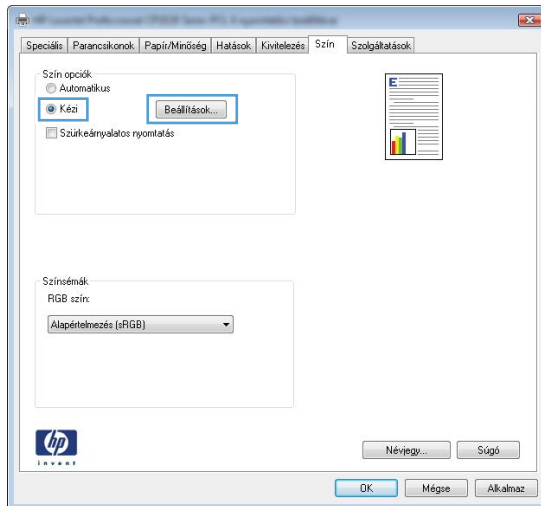 Speciális Parancsikonok Papír/Minőség Hatások Kivitelezés Szín Szolgáltatások
Szín opciók
Automatikus
Kézi Beállítások...
Szürkeárnyalatos nyomtatás
E
Színsémák
RGB szín:
Alapértelmezés (sRGB)
hp
invent
Névjegy... Súgó
OK Mégse Alkalmaz